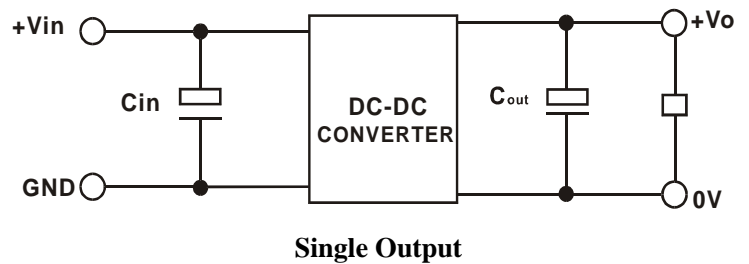 +Vin
+Vo
Cin
DC-DC
CONVERTER
Cout
GND
0V
Single Output